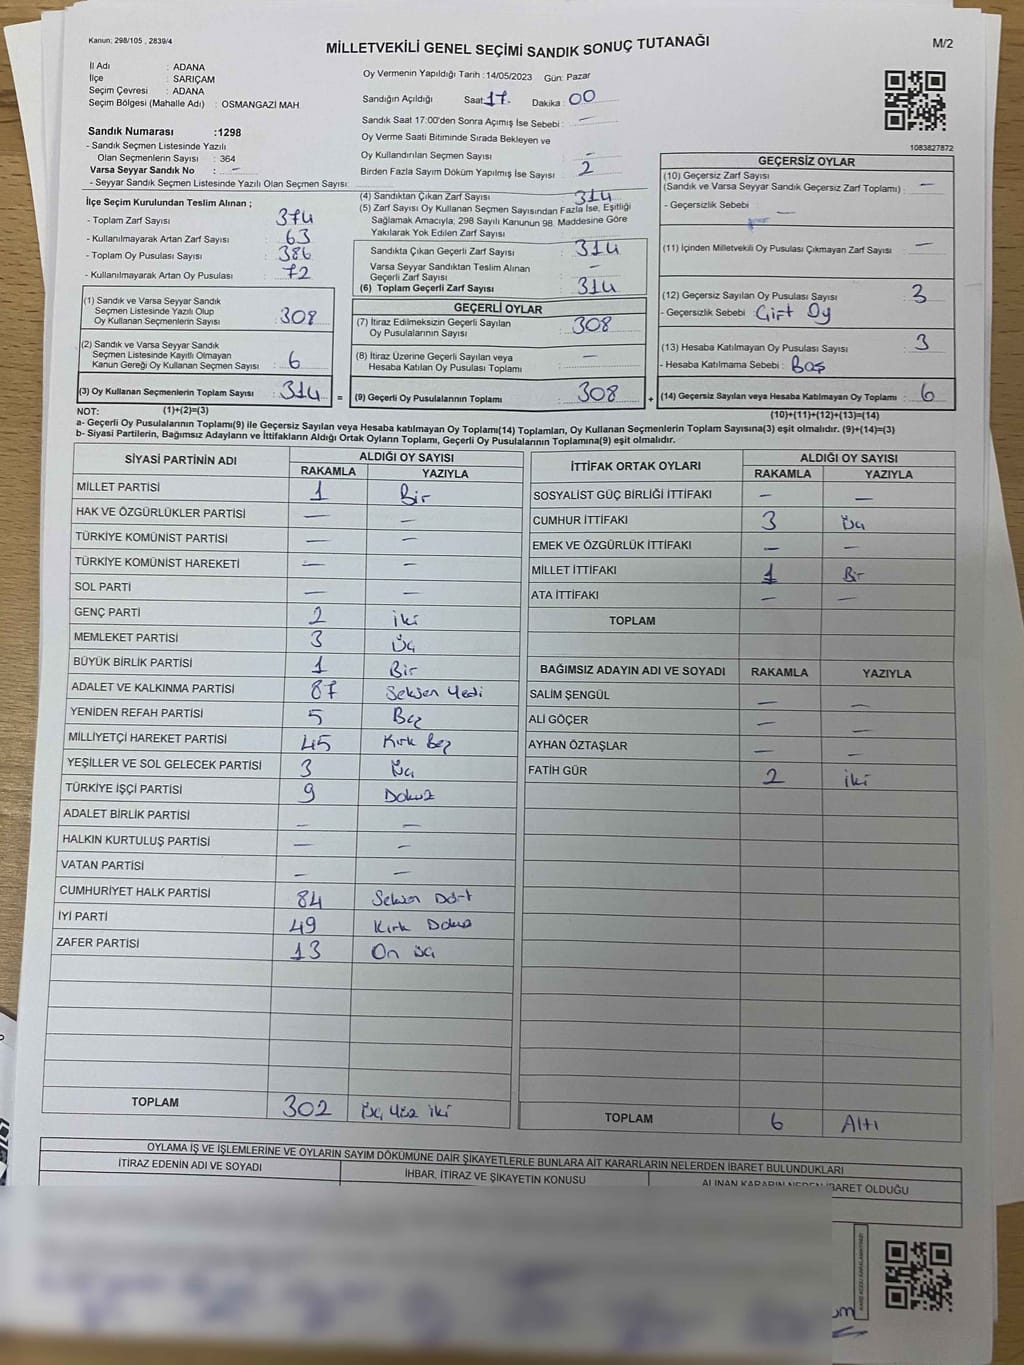 Kanun; 298/105 , 2839/4
MİLLETVEKİLİ GENEL SEÇİMİ SANDIK SONUÇ TUTANAĞI
M/2
İl Adı : ADANA
İlçe : SARIÇAM
Seçim Çevresi : ADANA
Seçim Bölgesi (Mahalle Adı) : OSMANGAZİ MAH.
Sandık Numarası :1298
- Sandık Seçmen Listesinde Yazılı
Olan Seçmenlerin Sayısı : 364
Varsa Seyyar Sandık No : —
- Seyyar Sandık Seçmen Listesinde Yazılı Olan Seçmen Sayısı:
Oy Vermenin Yapıldığı Tarih :14/05/2023 Gün: Pazar
Sandığın Açıldığı Saat: 17. Dakika : 00
Sandık Saat 17:00'den Sonra Açımış İse Sebebi : —
Oy Verme Saati Bitiminde Sırada Bekleyen ve
Oy Kullandırılan Seçmen Sayısı : —
Birden Fazla Sayım Döküm Yapılmış İse Sayısı : 2
1083827872
İlçe Seçim Kurulundan Teslim Alınan ;
- Toplam Zarf Sayısı : 374
- Kullanılmayarak Artan Zarf Sayısı : 63
- Toplam Oy Pusulası Sayısı : 386
- Kullanılmayarak Artan Oy Pusulası : 72
(1) Sandık ve Varsa Seyyar Sandık
Seçmen Listesinde Yazılı Olup
Oy Kullanan Seçmenlerin Sayısı : 308
(2) Sandık ve Varsa Seyyar Sandık
Seçmen Listesinde Kayıtlı Olmayan
Kanun Gereği Oy Kullanan Seçmen Sayısı : 6
(3) Oy Kullanan Seçmenlerin Toplam Sayısı : 314 =
(4) Sandıktan Çıkan Zarf Sayısı : 314
(5) Zarf Sayısı Oy Kullanan Seçmen Sayısından Fazla İse, Eşitliği
Sağlamak Amacıyla, 298 Sayılı Kanunun 98. Maddesine Göre
Yakılarak Yok Edilen Zarf Sayısı :
Sandıkta Çıkan Geçerli Zarf Sayısı : 314
Varsa Seyyar Sandıktan Teslim Alınan
Geçerli Zarf Sayısı : —
(6) Toplam Geçerli Zarf Sayısı : 314
GEÇERLİ OYLAR
(7) İtiraz Edilmeksizin Geçerli Sayılan
Oy Pusulalarının Sayısı : 308
(8) İtiraz Üzerine Geçerli Sayılan veya
Hesaba Katılan Oy Pusulası Toplamı : —
(9) Geçerli Oy Pusulalarının Toplamı : 308 +
GEÇERSİZ OYLAR
(10) Geçersiz Zarf Sayısı
(Sandık ve Varsa Seyyar Sandık Geçersiz Zarf Toplamı) : —
- Geçersizlik Sebebi : —
(11) İçinden Milletvekili Oy Pusulası Çıkmayan Zarf Sayısı : —
(12) Geçersiz Sayılan Oy Pusulası Sayısı : 3
- Geçersizlik Sebebi : Çift Oy
(13) Hesaba Katılmayan Oy Pusulası Sayısı : 3
- Hesaba Katılmama Sebebi : Boş
(14) Geçersiz Sayılan veya Hesaba Katılmayan Oy Toplamı : 6
NOT: (1)+(2)=(3)
(10)+(11)+(12)+(13)=(14)
a- Geçerli Oy Pusulalarının Toplamı(9) ile Geçersiz Sayılan veya Hesaba katılmayan Oy Toplamı(14) Toplamları, Oy Kullanan Seçmenlerin Toplam Sayısına(3) eşit olmalıdır. (9)+(14)=(3)
b- Siyasi Partilerin, Bağımsız Adayların ve İttifakların Aldığı Ortak Oyların Toplamı, Geçerli Oy Pusulalarının Toplamına(9) eşit olmalıdır.
SİYASİ PARTİNİN ADI ALDIĞI OY SAYISI
RAKAMLA YAZIYLA
MİLLET PARTİSİ 1 Bir
HAK VE ÖZGÜRLÜKLER PARTİSİ — —
TÜRKİYE KOMÜNİST PARTİSİ — —
TÜRKİYE KOMÜNİST HAREKETİ — —
SOL PARTİ — —
GENÇ PARTİ 2 iki
MEMLEKET PARTİSİ 3 Üç
BÜYÜK BİRLİK PARTİSİ 1 Bir
ADALET VE KALKINMA PARTİSİ 87 Seksen Yedi
YENİDEN REFAH PARTİSİ 5 Beş
MİLLİYETÇİ HAREKET PARTİSİ 45 Kırk Beş
YEŞİLLER VE SOL GELECEK PARTİSİ 3 Üç
TÜRKİYE İŞÇİ PARTİSİ 9 Dokuz
ADALET BİRLİK PARTİSİ — —
HALKIN KURTULUŞ PARTİSİ — —
VATAN PARTİSİ — —
CUMHURİYET HALK PARTİSİ 84 Seksen Dört
İYİ PARTİ 49 Kırk Dokuz
ZAFER PARTİSİ 13 On üç
TOPLAM 302 Üç Yüz iki
İTTİFAK ORTAK OYLARI ALDIĞI OY SAYISI
RAKAMLA YAZIYLA
SOSYALİST GÜÇ BİRLİĞİ İTTİFAKI — —
CUMHUR İTTİFAKI 3 Üç
EMEK VE ÖZGÜRLÜK İTTİFAKI — —
MİLLET İTTİFAKI 1 Bir
ATA İTTİFAKI — —
TOPLAM
BAĞIMSIZ ADAYIN ADI VE SOYADI RAKAMLA YAZIYLA
SALİM ŞENGÜL — —
ALİ GÖÇER — —
AYHAN ÖZTAŞLAR — —
FATİH GÜR 2 iki
TOPLAM 6 Altı
OYLAMA İŞ VE İŞLEMLERİNE VE OYLARIN SAYIM DÖKÜMÜNE DAİR ŞİKAYETLERLE BUNLARA AİT KARARLARIN NELERDEN İBARET BULUNDUKLARI
İTİRAZ EDENİN ADI VE SOYADI
İHBAR, İTİRAZ VE ŞİKAYETİN KONUSU
ALINAN KARARIN NEDEN İBARET OLDUĞU